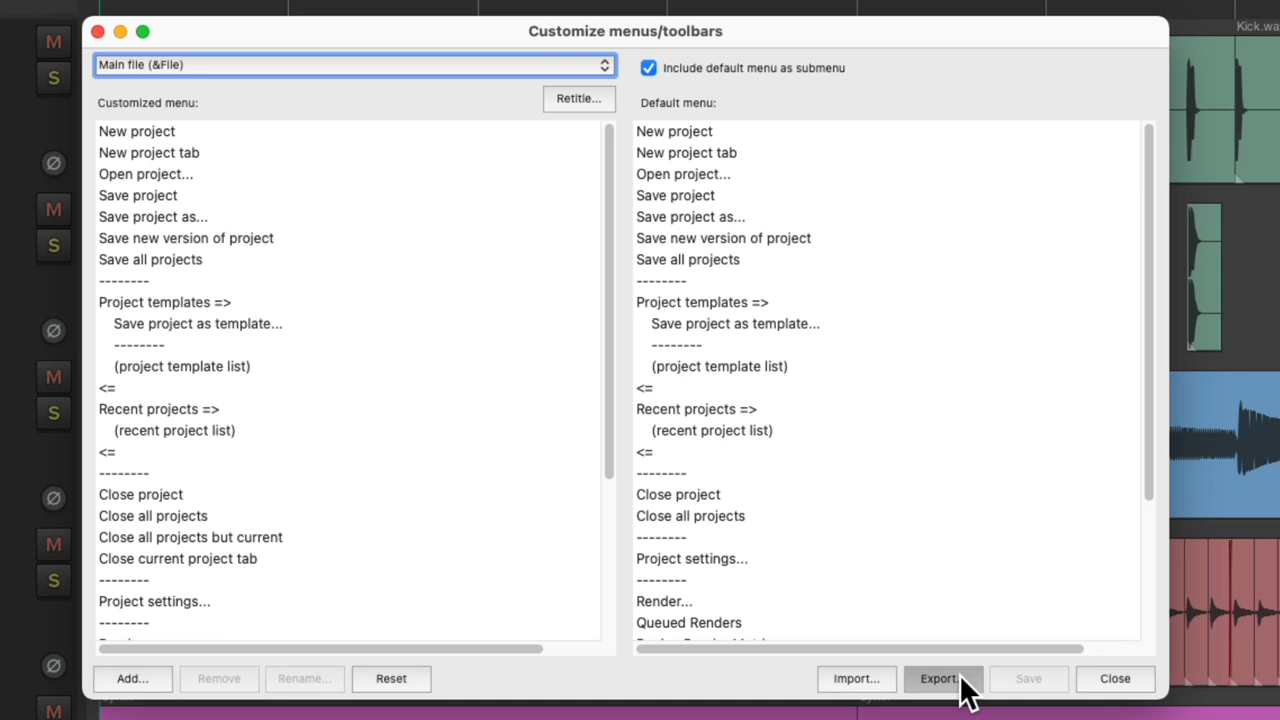 Customize menus/toolbars
Kick.wa
Main file (&File)
Include default menu as submenu
Customized menu:
Retitle...
Default menu:
New project
New project tab
Open project...
Save project
Save project as...
Save new version of project
Save all projects
--------
Project templates =>
Save project as template...
--------
(project template list)
<=
Recent projects =>
(recent project list)
<=
--------
Close project
Close all projects
Close all projects but current
Close current project tab
--------
Project settings...
--------
New project
New project tab
Open project...
Save project
Save project as...
Save new version of project
Save all projects
--------
Project templates =>
Save project as template...
--------
(project template list)
<=
Recent projects =>
(recent project list)
<=
--------
Close project
Close all projects
--------
Project settings...
--------
Render...
Queued Renders
Add...
Remove
Rename...
Reset
Import...
Export...
Save
Close
M
S
Ø
M
S
Ø
M
S
Ø
M
S
Ø
M